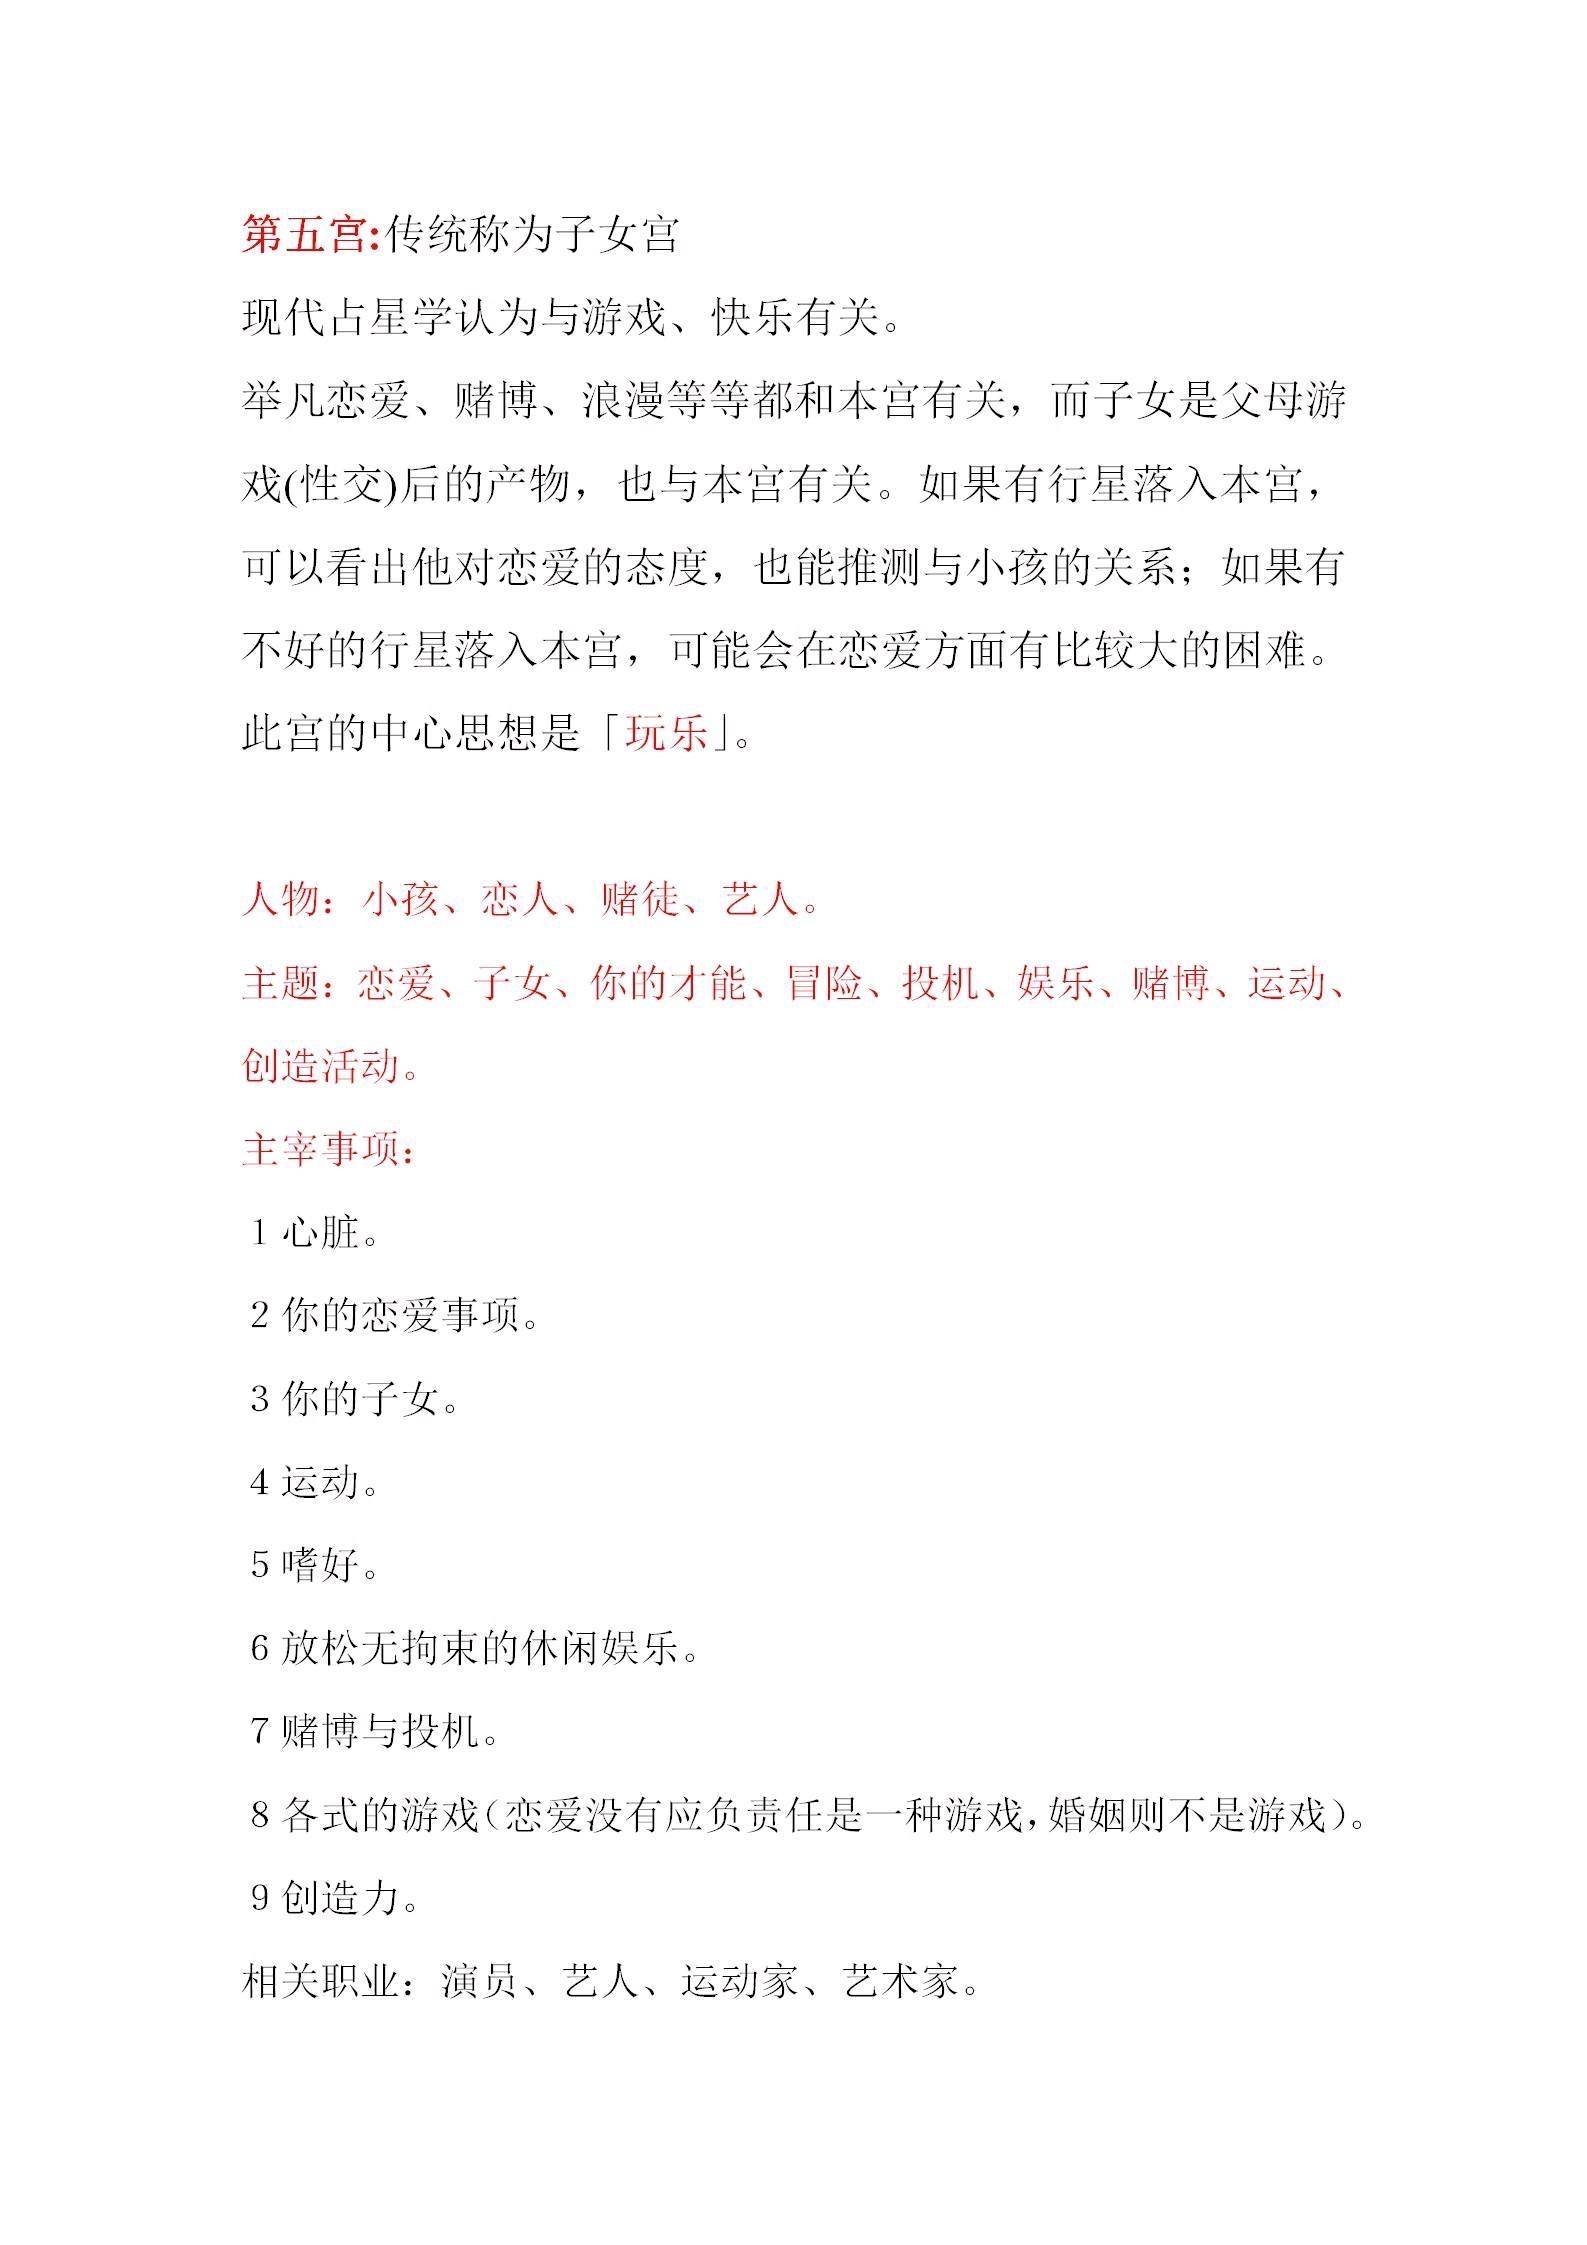 第五宫:传统称为子女宫
现代占星学认为与游戏、快乐有关。
举凡恋爱、赌博、浪漫等等都和本宫有关，而子女是父母游
戏(性交)后的产物，也与本宫有关。如果有行星落入本宫，
可以看出他对恋爱的态度，也能推测与小孩的关系；如果有
不好的行星落入本宫，可能会在恋爱方面有比较大的困难。
此宫的中心思想是「玩乐」。
人物：小孩、恋人、赌徒、艺人。
主题：恋爱、子女、你的才能、冒险、投机、娱乐、赌博、运动、
创造活动。
主宰事项：
1 心脏。
2 你的恋爱事项。
3 你的子女。
4 运动。
5 嗜好。
6 放松无拘束的休闲娱乐。
7 赌博与投机。
8 各式的游戏（恋爱没有应负责任是一种游戏，婚姻则不是游戏）。
9 创造力。
相关职业：演员、艺人、运动家、艺术家。